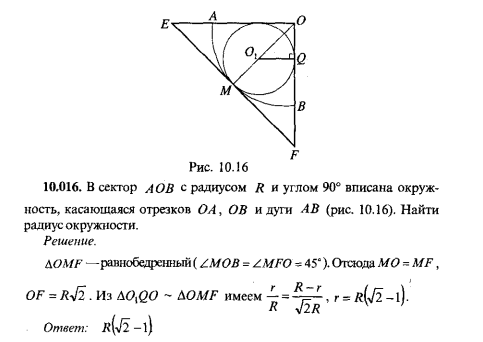 E A O
O₁ Q
M
B
F
Рис. 10.16
10.016. В сектор AOB с радиусом R и углом 90° вписана окруж-
ность, касающаяся отрезков OA, OB и дуги AB (рис. 10.16). Найти
радиус окружности.
Решение.
ΔOMF — равнобедренный (∠MOB = ∠MFO = 45°). Отсюда MO = MF,
OF = R√2. Из ΔO₁QO ~ ΔOMF имеем r/R = (R − r)/(√2R), r = R(√2 − 1).
Ответ: R(√2 − 1)